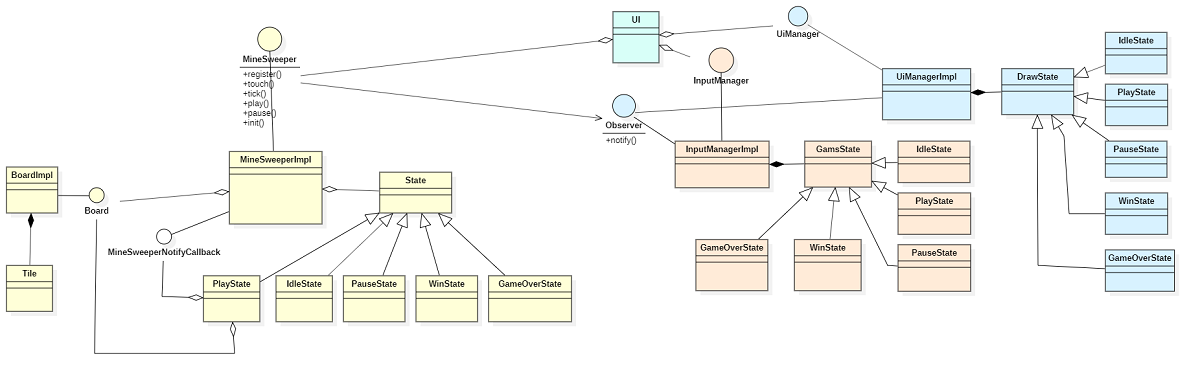 UI
UiManager
IdleState
MineSweeper
+register()
+touch()
+tick()
+play()
+pause()
+init()
InputManager
UiManagerImpl
DrawState
PlayState
Observer
+notify()
MineSweeperImpl
InputManagerImpl
GamsState
IdleState
PauseState
BoardImpl
State
Board
PlayState
WinState
MineSweeperNotifyCallback
GameOverState
WinState
PauseState
GameOverState
Tile
PlayState
IdleState
PauseState
WinState
GameOverState